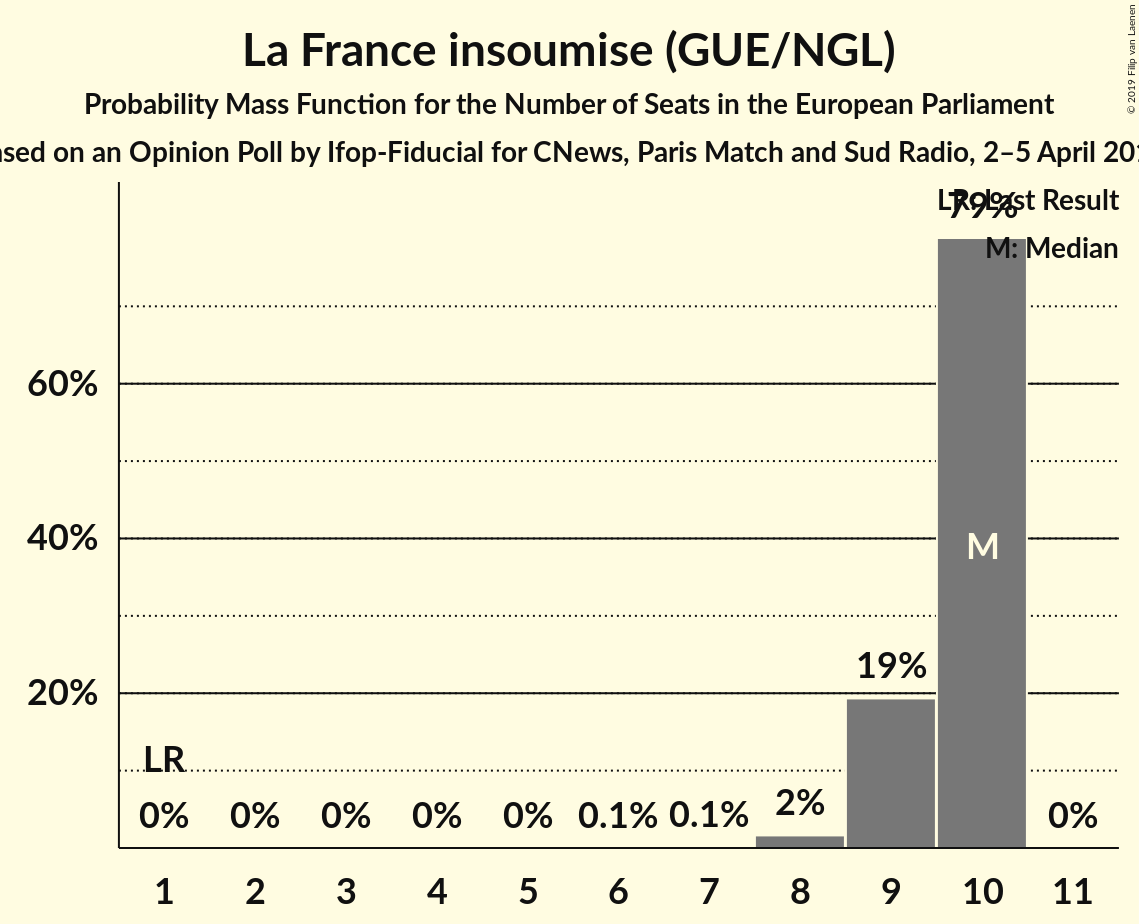 La France insoumise (GUE/NGL)
Probability Mass Function for the Number of Seats in the European Parliament
on an Opinion Poll by Ifop-Fiducial for CNews, Paris Match and Sud Radio, 2–5 April
© 2019 Filip van Laenen
LR: Last Result
79%
M: Median
60%
40%
M
19%
20%
LR
0% 0% 0% 0% 0% 0.1% 0.1% 2% 0%
1 2 3 4 5 6 7 8 9 10 11